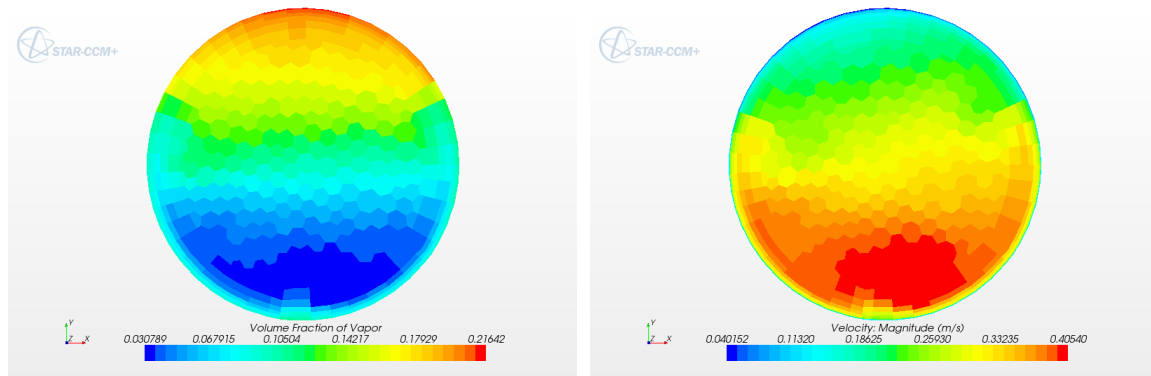 STAR-CCM+
Y
Z X
Volume Fraction of Vapor
0.030789 0.067915 0.10504 0.14217 0.17929 0.21642
STAR-CCM+
Y
Z X
Velocity: Magnitude (m/s)
0.040152 0.11320 0.18625 0.25930 0.33235 0.40540